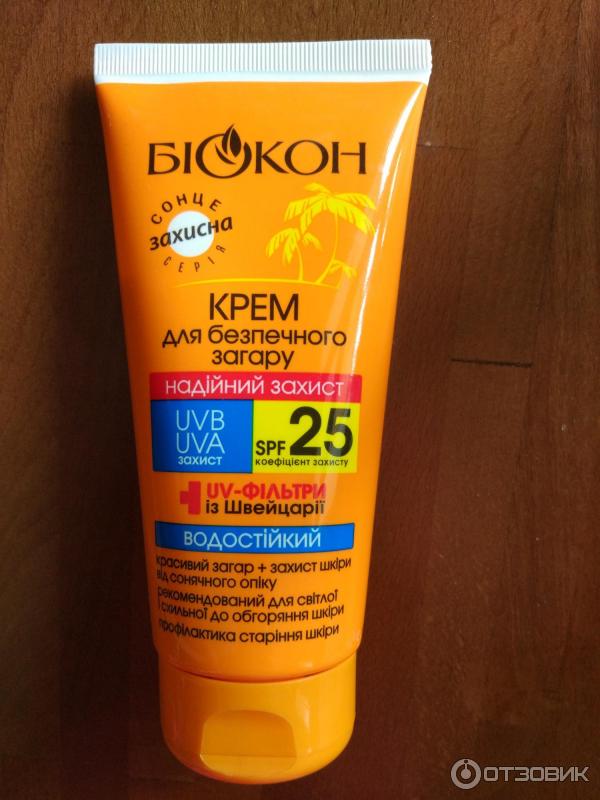 БІОКОН
СОНЦЕ
захисна
СЕРІЯ
КРЕМ
для безпечного
загару
НАДІЙНИЙ ЗАХИСТ
UVB
UVA
захист
SPF 25
коефіцієнт захисту
UV-ФІЛЬТРИ
із Швейцарії
ВОДОСТІЙКИЙ
красивий загар + захист шкіри
від сонячного опіку
рекомендований для світлої
і схильної до обгоряння шкіри
профілактика старіння шкіри
ОТЗОВИК